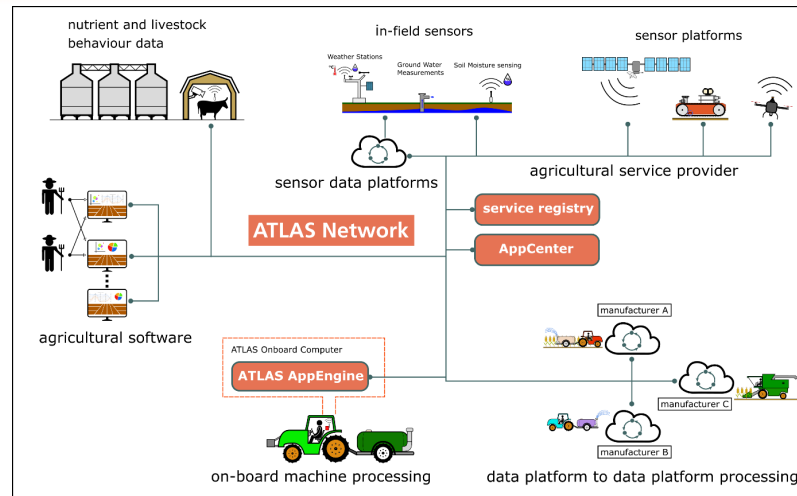 nutrient and livestock
behaviour data
in-field sensors
Weather Stations
Ground Water
Measurements
Soil Moisture sensing
sensor platforms
sensor data platforms
agricultural service provider
ATLAS Network
service registry
AppCenter
agricultural software
ATLAS Onboard Computer
ATLAS AppEngine
on-board machine processing
manufacturer A
manufacturer C
manufacturer B
data platform to data platform processing